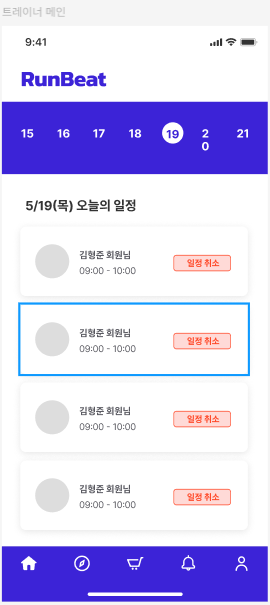 트레이너 메인
9:41
RunBeat
15 16 17 18 19 20 21
5/19(목) 오늘의 일정
김형준 회원님
09:00 - 10:00
일정 취소
김형준 회원님
09:00 - 10:00
일정 취소
김형준 회원님
09:00 - 10:00
일정 취소
김형준 회원님
09:00 - 10:00
일정 취소